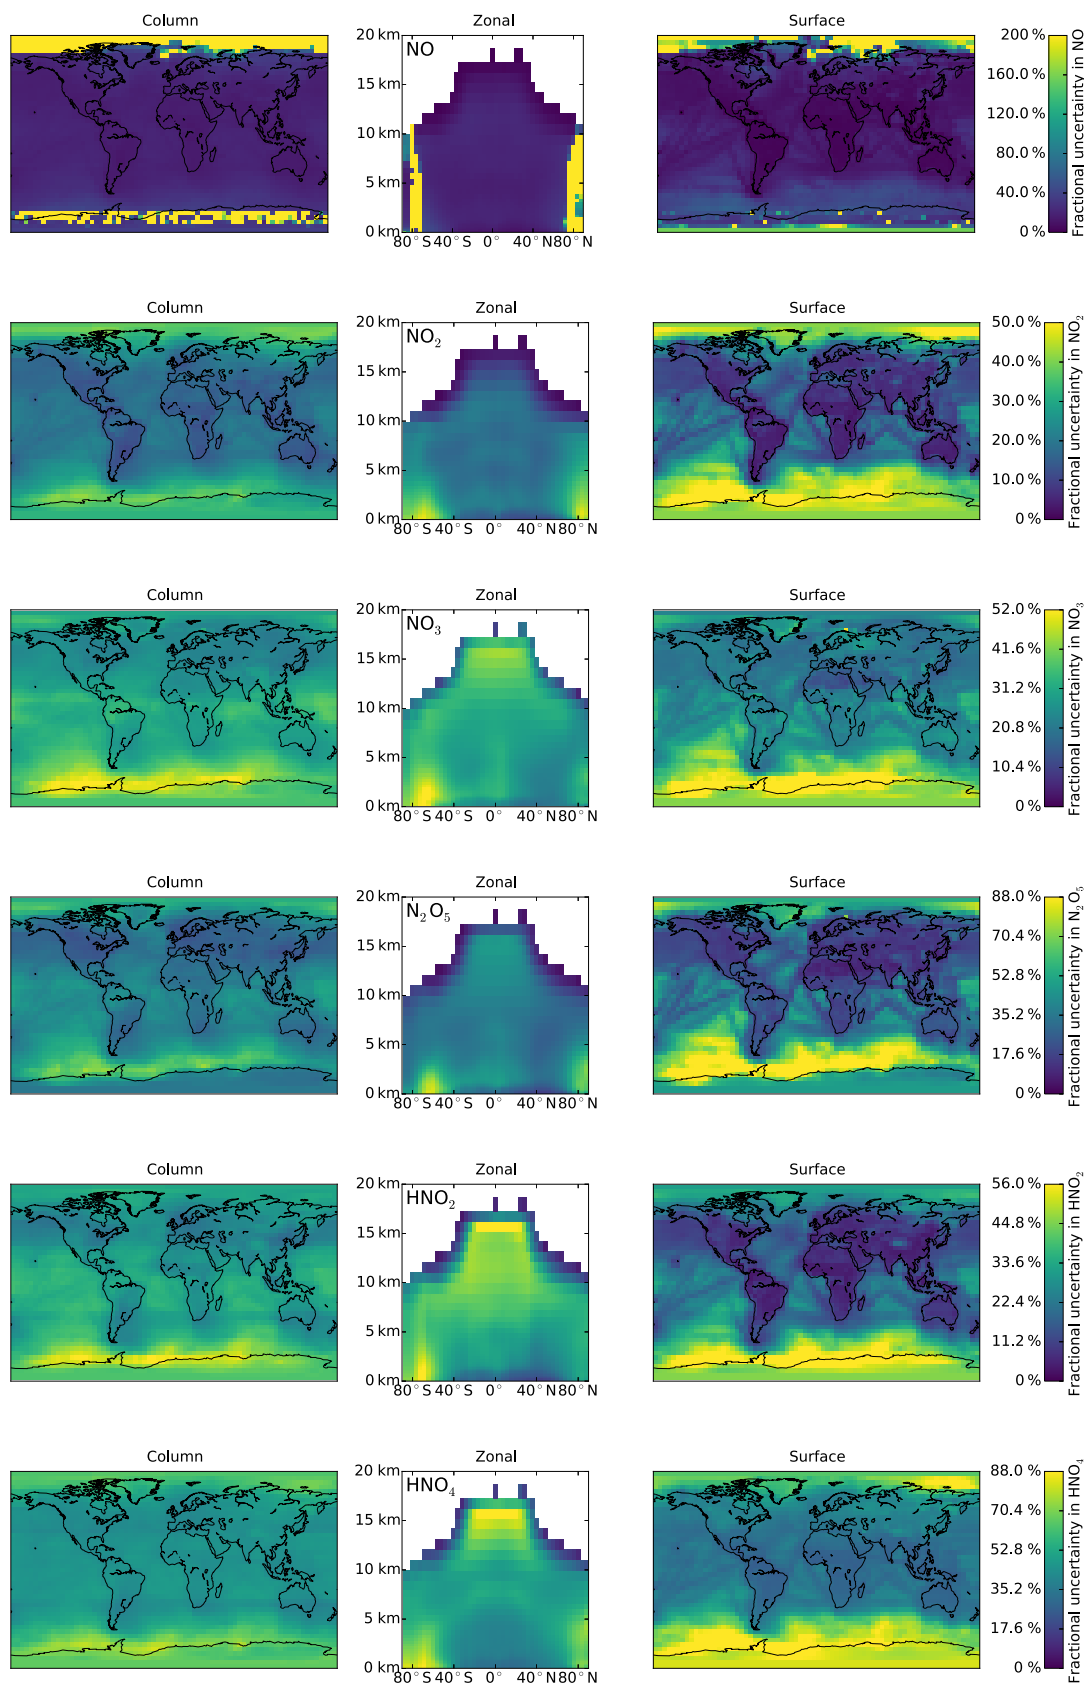 Column Zonal Surface
20 km NO 200 %
15 km 160.0 %
120.0 %
10 km
80.0 %
5 km 40.0 %
0 km 0 %
80° S 40° S 0° 40° N 80° N
Fractional uncertainty in NO
Column Zonal Surface
20 km NO₂ 50.0 %
15 km 40.0 %
30.0 %
10 km
20.0 %
5 km 10.0 %
0 km 0 %
80° S 40° S 0° 40° N 80° N
Fractional uncertainty in NO₂
Column Zonal Surface
20 km NO₃ 52.0 %
15 km 41.6 %
31.2 %
10 km
20.8 %
5 km 10.4 %
0 km 0 %
80° S 40° S 0° 40° N 80° N
Fractional uncertainty in NO₃
Column Zonal Surface
20 km N₂O₅ 88.0 %
15 km 70.4 %
52.8 %
10 km
35.2 %
5 km 17.6 %
0 km 0 %
80° S 40° S 0° 40° N 80° N
Fractional uncertainty in N₂O₅
Column Zonal Surface
20 km HNO₂ 56.0 %
15 km 44.8 %
33.6 %
10 km
22.4 %
5 km 11.2 %
0 km 0 %
80° S 40° S 0° 40° N 80° N
Fractional uncertainty in HNO₂
Column Zonal Surface
20 km HNO₄ 88.0 %
15 km 70.4 %
52.8 %
10 km
35.2 %
5 km 17.6 %
0 km 0 %
80° S 40° S 0° 40° N 80° N
Fractional uncertainty in HNO₄